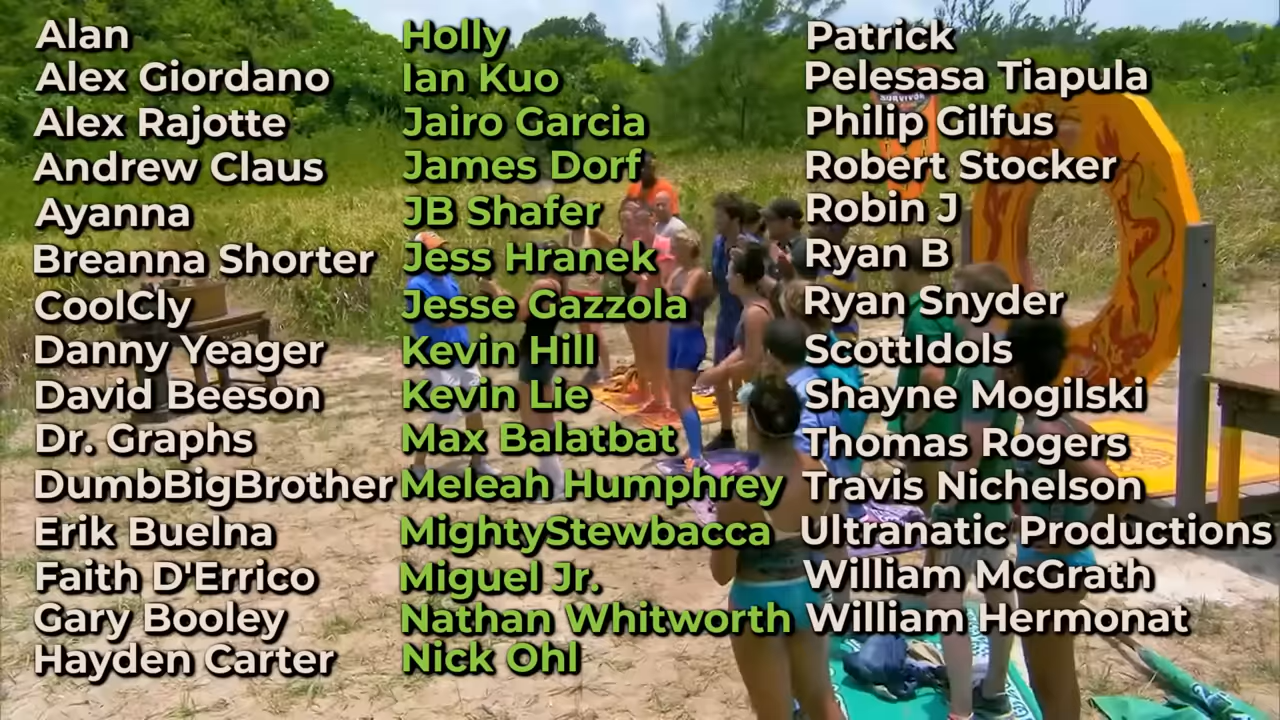 Alan
Alex Giordano
Alex Rajotte
Andrew Claus
Ayanna
Breanna Shorter
CoolCly
Danny Yeager
David Beeson
Dr. Graphs
DumbBigBrother
Erik Buelna
Faith D'Errico
Gary Booley
Hayden Carter
Holly
Ian Kuo
Jairo Garcia
James Dorf
JB Shafer
Jess Hranek
Jesse Gazzola
Kevin Hill
Kevin Lie
Max Balatbat
Meleah Humphrey
MightyStewbacca
Miguel Jr.
Nathan Whitworth
Nick Ohl
Patrick
Pelesasa Tiapula
Philip Gilfus
Robert Stocker
Robin J
Ryan B
Ryan Snyder
ScottIdols
Shayne Mogilski
Thomas Rogers
Travis Nichelson
Ultranatic Productions
William McGrath
William Hermonat
SURVIVOR